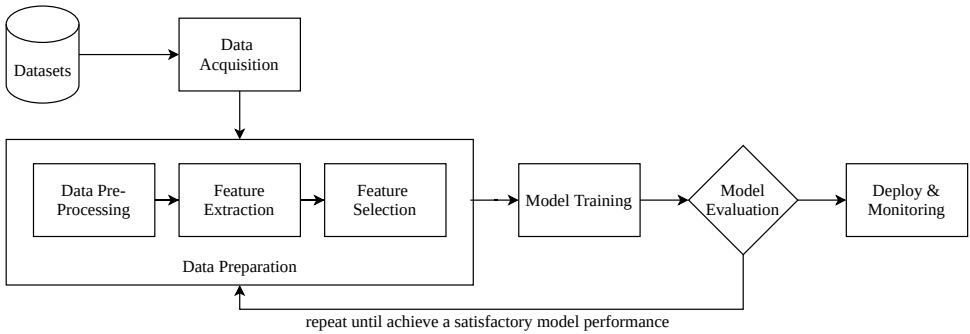 Datasets
Data
Acquisition
Data Pre-
Processing
Feature
Extraction
Feature
Selection
Data Preparation
Model Training
Model
Evaluation
Deploy &
Monitoring
repeat until achieve a satisfactory model performance